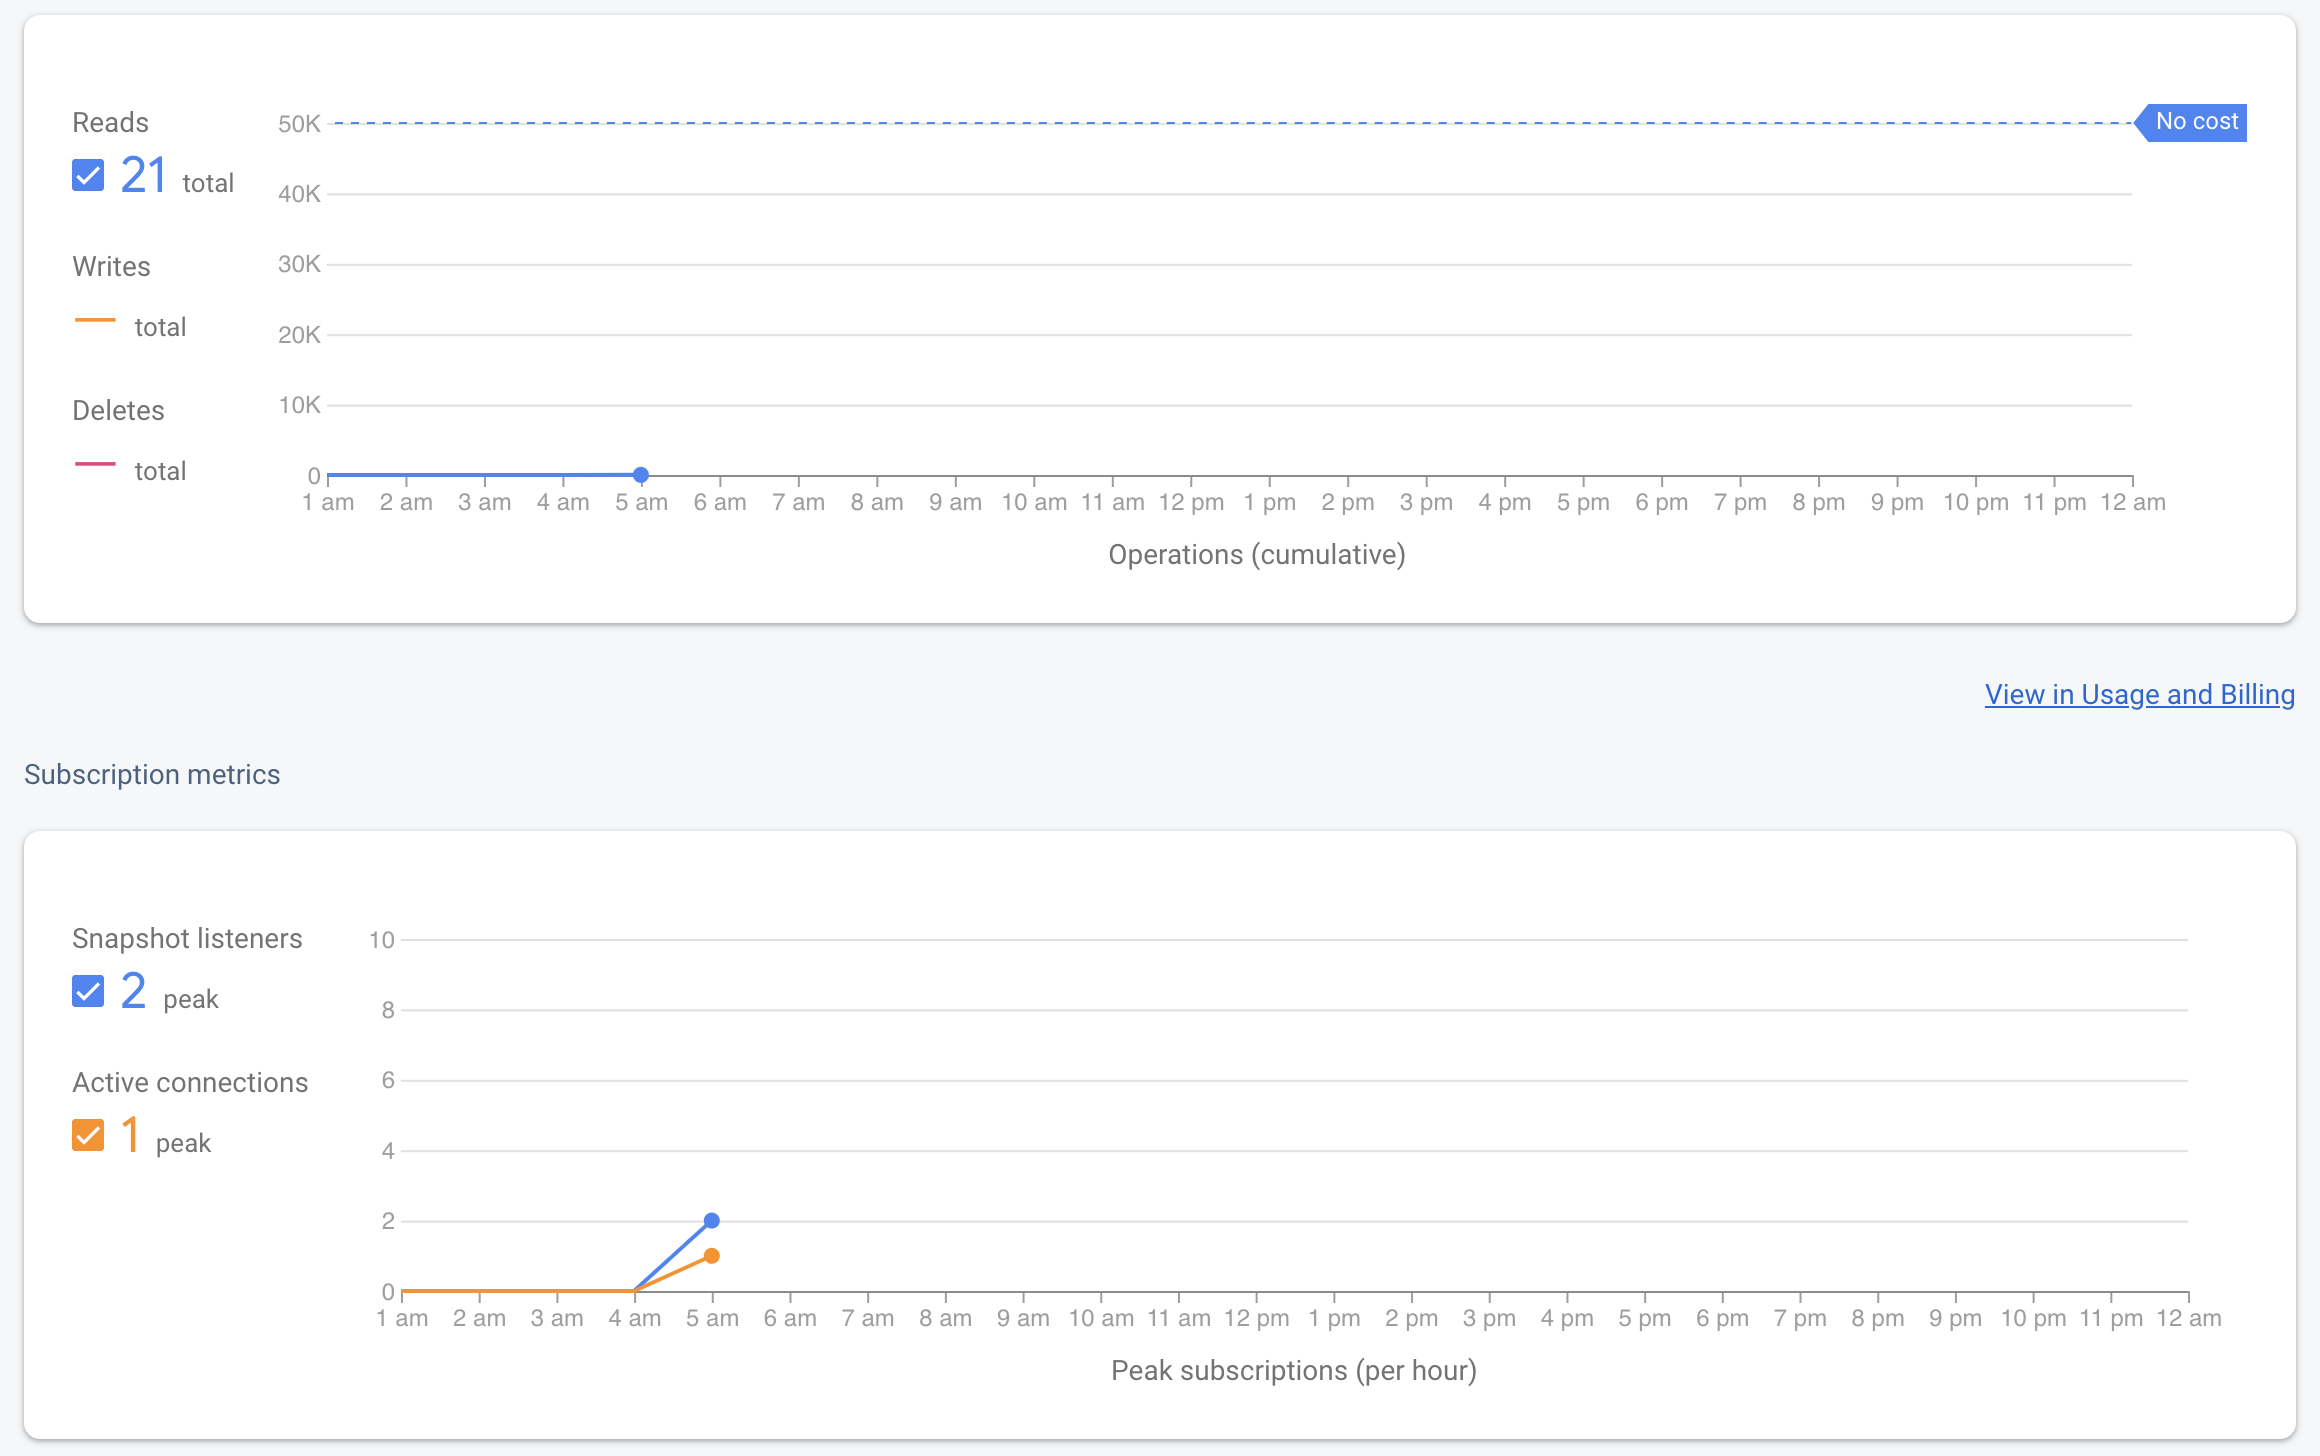 Reads
21 total
Writes
total
Deletes
total
50K
40K
30K
20K
10K
0
No cost
1 am 2 am 3 am 4 am 5 am 6 am 7 am 8 am 9 am 10 am 11 am 12 pm 1 pm 2 pm 3 pm 4 pm 5 pm 6 pm 7 pm 8 pm 9 pm 10 pm 11 pm 12 am
Operations (cumulative)
View in Usage and Billing
Subscription metrics
Snapshot listeners
2 peak
Active connections
1 peak
10
8
6
4
2
0
1 am 2 am 3 am 4 am 5 am 6 am 7 am 8 am 9 am 10 am 11 am 12 pm 1 pm 2 pm 3 pm 4 pm 5 pm 6 pm 7 pm 8 pm 9 pm 10 pm 11 pm 12 am
Peak subscriptions (per hour)